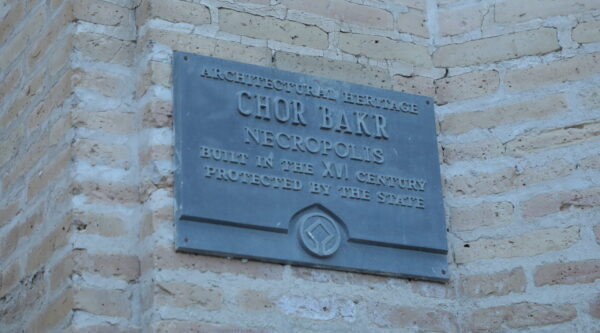 ARCHITECTURAL HERITAGE
CHOR BAKR
NECROPOLIS
BUILT IN THE XVI CENTURY
PROTECTED BY THE STATE